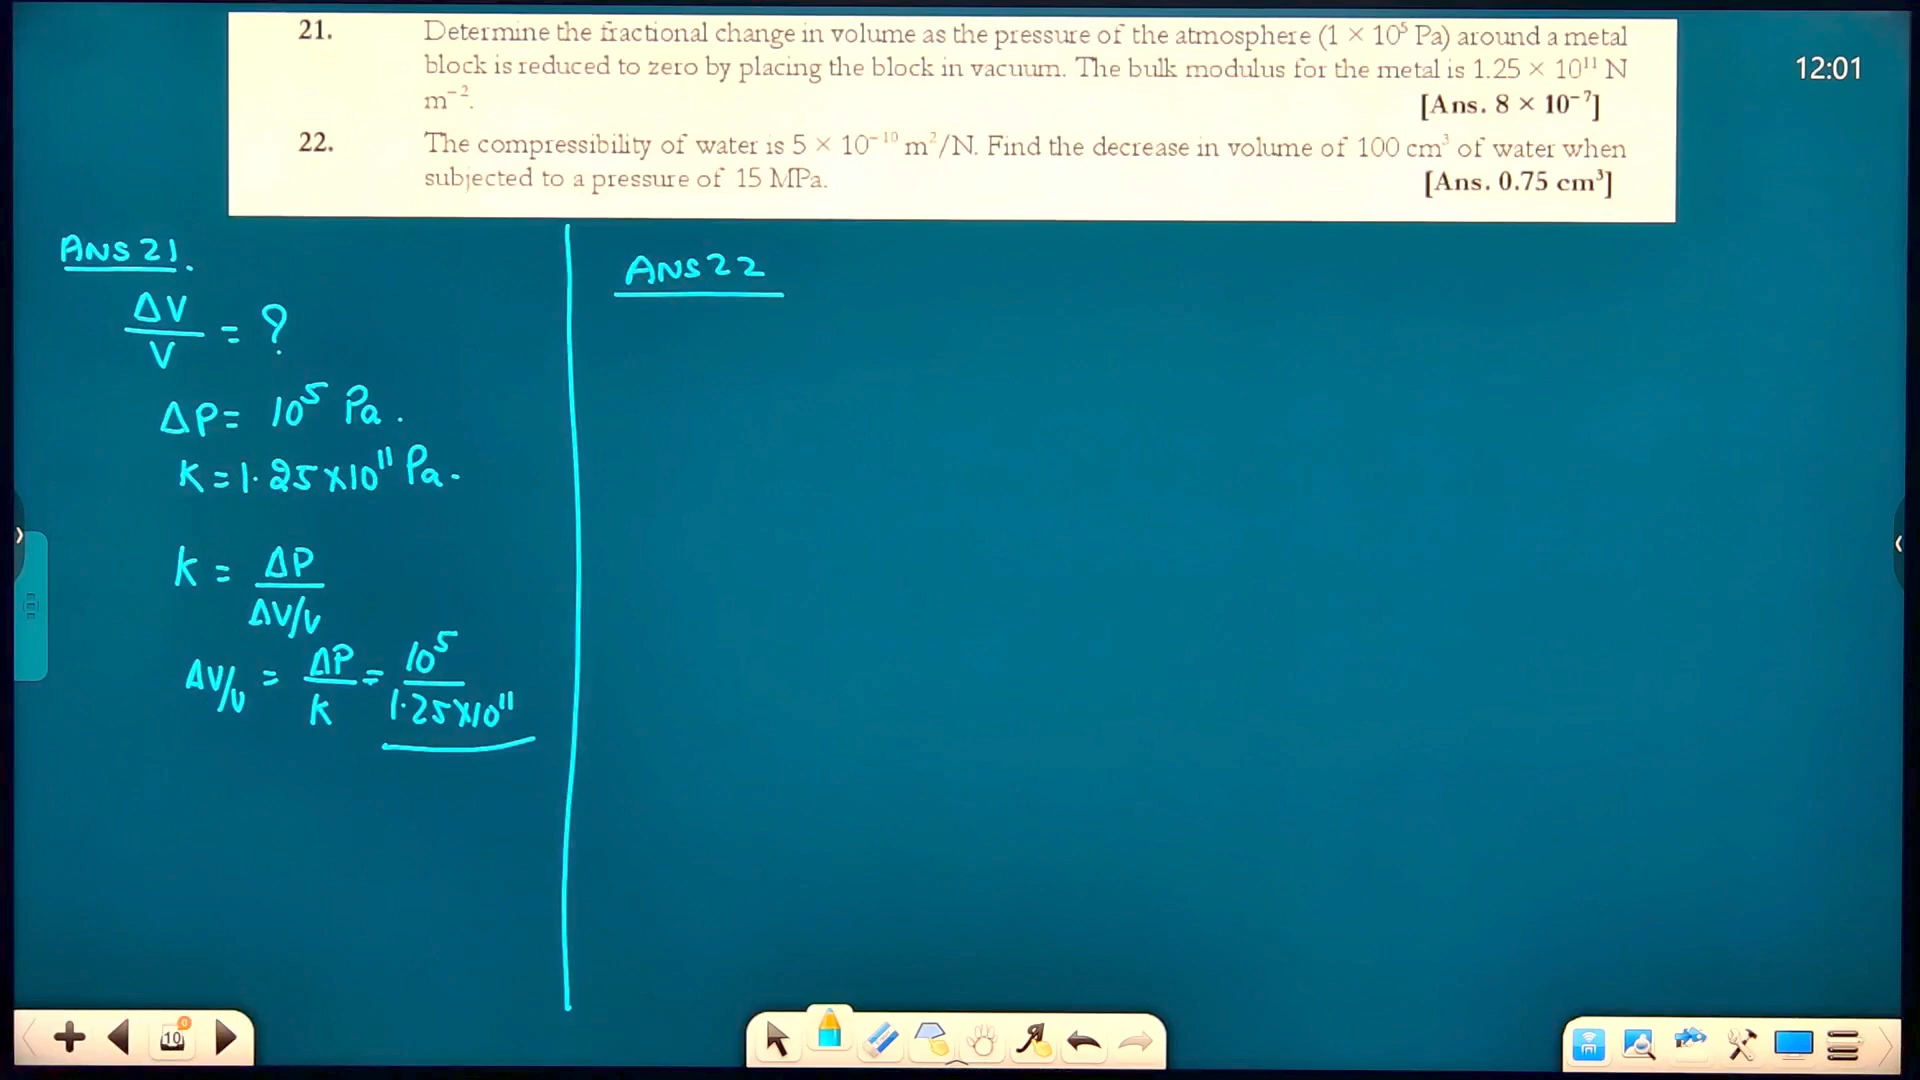 21. Determine the fractional change in volume as the pressure of the atmosphere (1 × 10⁵ Pa) around a metal
block is reduced to zero by placing the block in vacuum. The bulk modulus for the metal is 1.25 × 10¹¹ N
m⁻².
[Ans. 8 × 10⁻⁷]
22. The compressibility of water is 5 × 10⁻¹⁰ m²/N. Find the decrease in volume of 100 cm³ of water when
subjected to a pressure of 15 MPa.
[Ans. 0.75 cm³]
12:01
ANS 21.
ΔV/V = ?
ΔP = 10⁵ Pa.
K = 1.25×10¹¹ Pa.
K = ΔP/(ΔV/V)
ΔV/V = ΔP/K = 10⁵/(1.25×10¹¹)
ANS 22
10
0